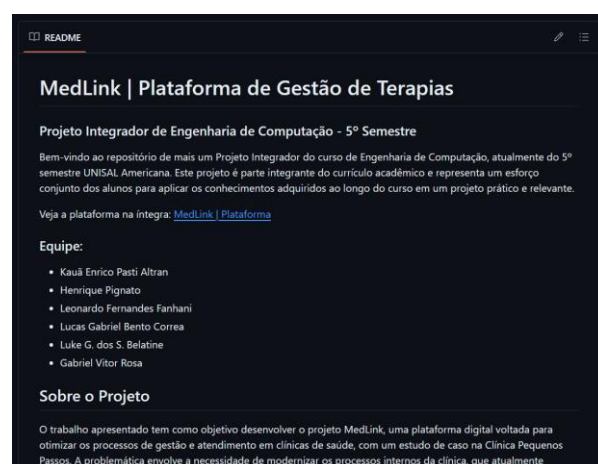 README
MedLink | Plataforma de Gestão de Terapias
Projeto Integrador de Engenharia de Computação - 5º Semestre
Bem-vindo ao repositório de mais um Projeto Integrador do curso de Engenharia de Computação, atualmente do 5º
semestre UNISAL Americana. Este projeto é parte integrante do currículo acadêmico e representa um esforço
conjunto dos alunos para aplicar os conhecimentos adquiridos ao longo do curso em um projeto prático e relevante.
Veja a plataforma na íntegra: MedLink | Plataforma
Equipe:
• Kauã Enrico Pasti Altran
• Henrique Pignato
• Leonardo Fernandes Fanhani
• Lucas Gabriel Bento Correa
• Luke G. dos S. Belatine
• Gabriel Vitor Rosa
Sobre o Projeto
O trabalho apresentado tem como objetivo desenvolver o projeto MedLink, uma plataforma digital voltada para
otimizar os processos de gestão e atendimento em clínicas de saúde, com um estudo de caso na Clínica Pequenos
Passos. A problemática envolve a necessidade de modernizar os processos internos da clínica, que atualmente